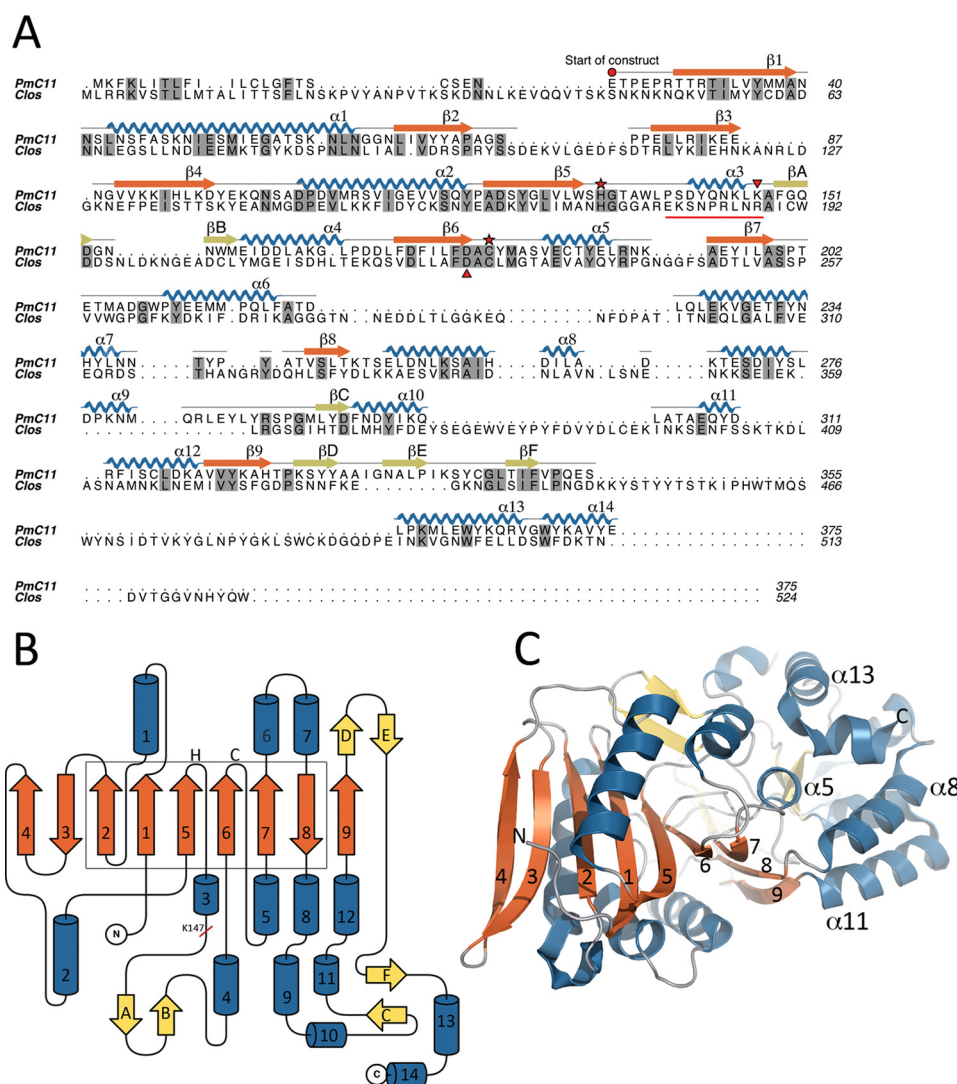 A
Start of construct
β1
PmC11 .MKFKLITLFI.ILCLGFTS...............CSEN...........ETPEPRTTRTILVYMMAN 40
Clos MLRRKVSTLLMTALITTSFLNSKPVYANPVTKSKDNNLKEVQQVTSKSNKNKNQKVTIMYYCDAD 63
α1 β2 β3
PmC11 NSLNSFASKNIESMIEGATSK.NLNGGNLIVYYAPAGS..........PPELLRIKEE.... 87
Clos NNLEGSLLNDIEEMKTGYKDSPNLNLIAL.VDRSPRYSSDEKVLGEDFSDTRLYKIEHNKANRLD 127
β4 α2 β5 α3 βA
PmC11 .NGVVKKIHLKDYEKQNSADPDVMRSVISEVVSQYPADSYGLVLWSHGTAWLPSDYQNKLKAFGQ 151
Clos GKNEFPEISTTSKYEANMGDPEVLKKFIDYCKSNYEADKYVLIMANHGGGAREKSNPRLNRAICW 192
βB α4 β6 α5 β7
PmC11 DGN.......NWMEIDDLAKG.LPDDLFDFILFDACYMASVECTYELRNK.....AEYILASPT 202
Clos DDSNLDKNGEADCLYMGEISDHLTEKQSVDLLAFDACLMGTAEVAYQYRPGNGGFSADTLVASSP 257
α6
PmC11 ETMADGWPYEEMM.PQLFATD..............................LQLEKVGETFYN 234
Clos VVWGPGFKYDKIF.DRIKAGGGTN..NEDDLTLGGKEQ........NFDPAT.ITNEQLGALFVE 310
α7 β8 α8
PmC11 HYLNN.....TYP...Y.ATVSLTKTSELDNLKSAIH....DILA...D.....KTESDIYSL 276
Clos EQRDS.....THANGRYDQHLSFYDLKKAESVKRAID....NLAVN.LSNE...NKKSEIEK. 359
α9 βC α10 α11
PmC11 DPKNM....QRLEYLYRSPGMLYDFNDYIKQ...................LATAEQYD... 311
Clos ..............LRGSGIHTDLMHYFDEYSEGEWVEYPYFDVYDLCEKINKSENFSSKTKDL 409
α12 β9 βD βE βF
PmC11 ..RFISCLDKAVVYKAHTPKSYYAAIGNALPIKSYCGLTIFVPQES................. 355
Clos ASNAMNKLNEMIVYSFGDPSNNFKE.........GKNGLSIFLPNGDKKYSTYYTSTKIPHWTMQS 466
α13 α14
PmC11 ..........................LPKMLEWYKQRVGWYKAVYE................ 375
Clos WYNSIDTVKYGLNPYGKLSWCKDGQDPEINKVGNWFELLDSWFDKTN................ 513
PmC11 ......................................................... 375
Clos ....DVTGGVNHYQW.......................................... 524
B
1 6 7 D E
H C
4 3 2 1 5 6 7 8 9
3 5 8 12
K147
N
2 4 9 11 F
A B C
10 13
C 14
C
α13
C
α5
α8
N
4 3 2 1 5 6 7 8 9
α11